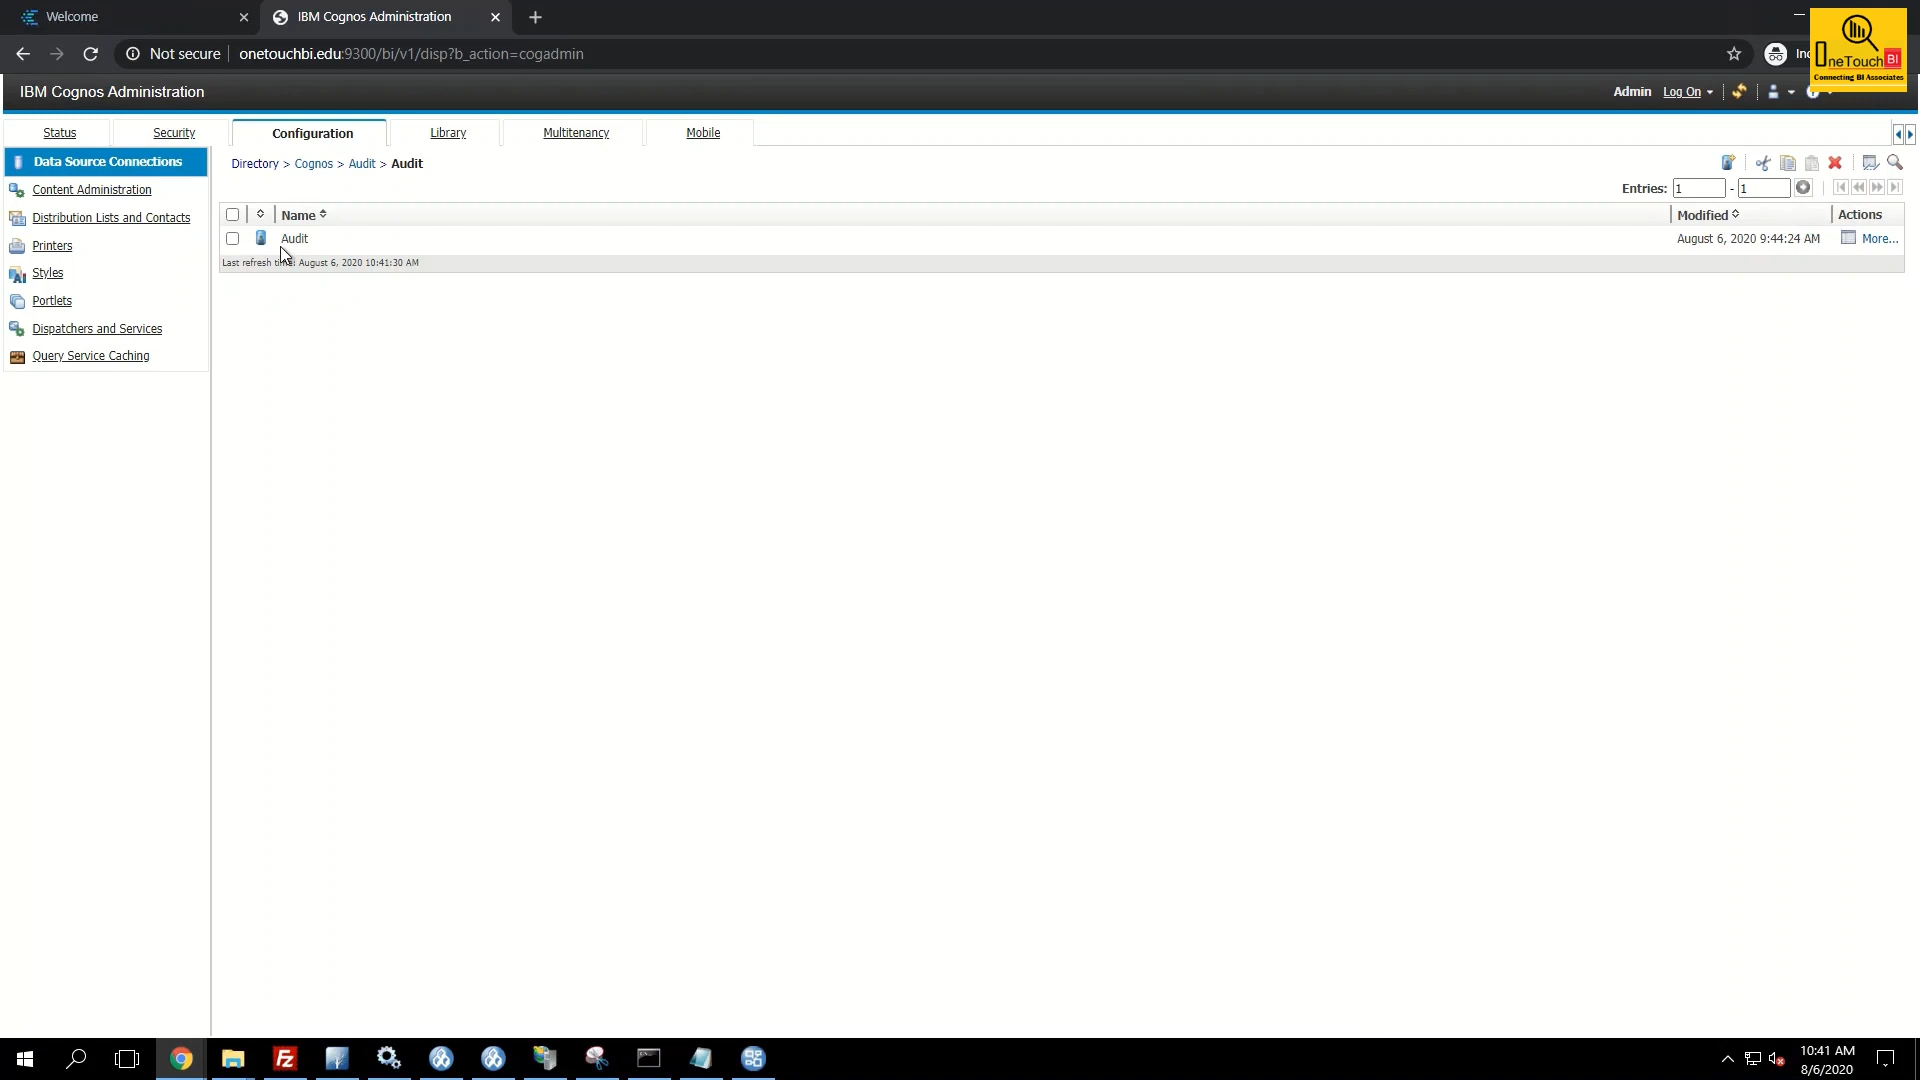 Welcome
IBM Cognos Administration
Not secure
onetouchbi.edu:9300/bi/v1/disp?b_action=cogadmin
OneTouch BI
Connecting BI Associates
IBM Cognos Administration
Admin Log On
Status
Security
Configuration
Library
Multitenancy
Mobile
Data Source Connections
Content Administration
Distribution Lists and Contacts
Printers
Styles
Portlets
Dispatchers and Services
Query Service Caching
Directory > Cognos > Audit > Audit
Entries: 1 - 1
Name Modified Actions
Audit August 6, 2020 9:44:24 AM More...
Last refresh time: August 6, 2020 10:41:30 AM
10:41 AM
8/6/2020